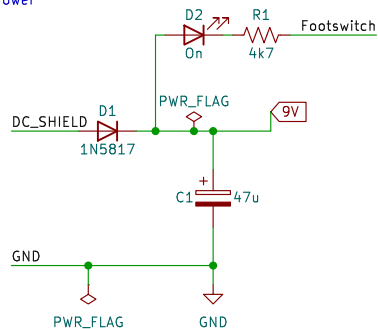 D2
R1
Footswitch
On
4k7
PWR_FLAG
D1
9V
DC_SHIELD
1N5817
C1
+
47u
GND
PWR_FLAG
GND